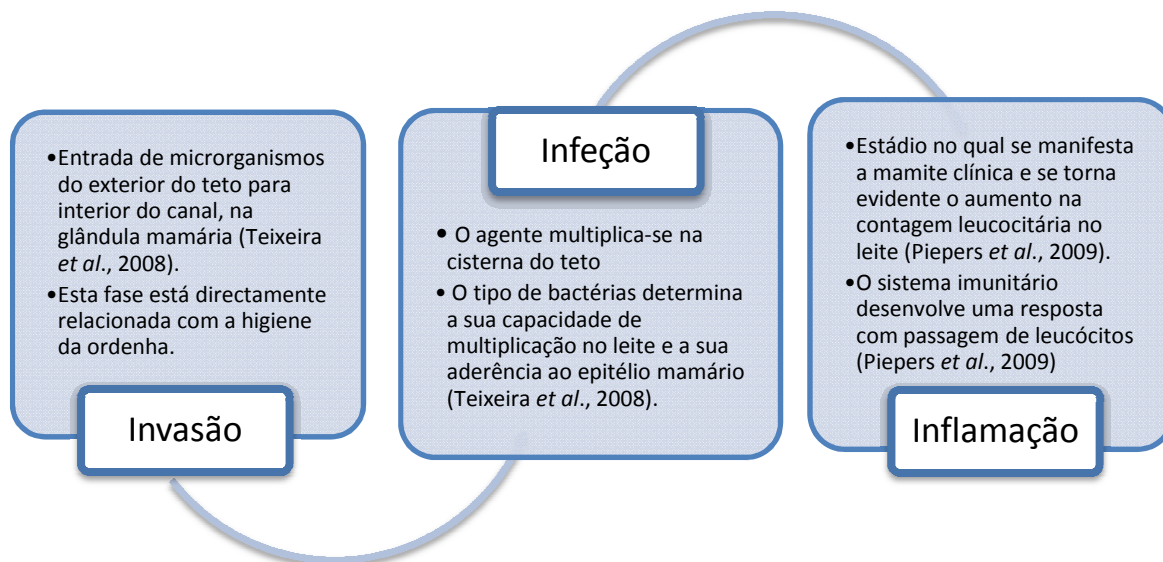 •Entrada de microrganismos
do exterior do teto para
interior do canal, na
glândula mamária (Teixeira
et al., 2008).
•Esta fase está directamente
relacionada com a higiene
da ordenha.
Invasão
Infeção
• O agente multiplica-se na
cisterna do teto
• O tipo de bactérias determina
a sua capacidade de
multiplicação no leite e a sua
aderência ao epitélio mamário
(Teixeira et al., 2008).
•Estádio no qual se manifesta
a mamite clínica e se torna
evidente o aumento na
contagem leucocitária no
leite (Piepers et al., 2009).
•O sistema imunitário
desenvolve uma resposta
com passagem de leucócitos
(Piepers et al., 2009)
Inflamação